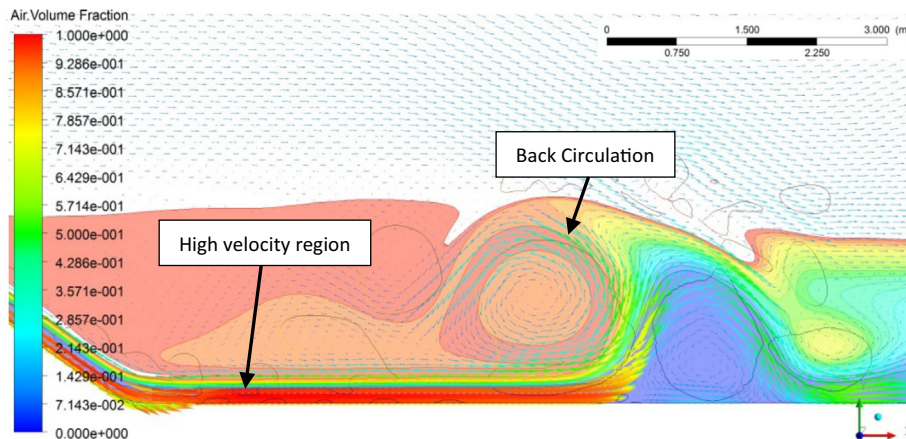 Air.Volume Fraction
1.000e+000
9.286e-001
8.571e-001
7.857e-001
7.143e-001
6.429e-001
5.714e-001
5.000e-001
4.286e-001
3.571e-001
2.857e-001
2.143e-001
1.429e-001
7.143e-002
0.000e+000
0 1.500 3.000 (m
0.750 2.250
Back Circulation
High velocity region